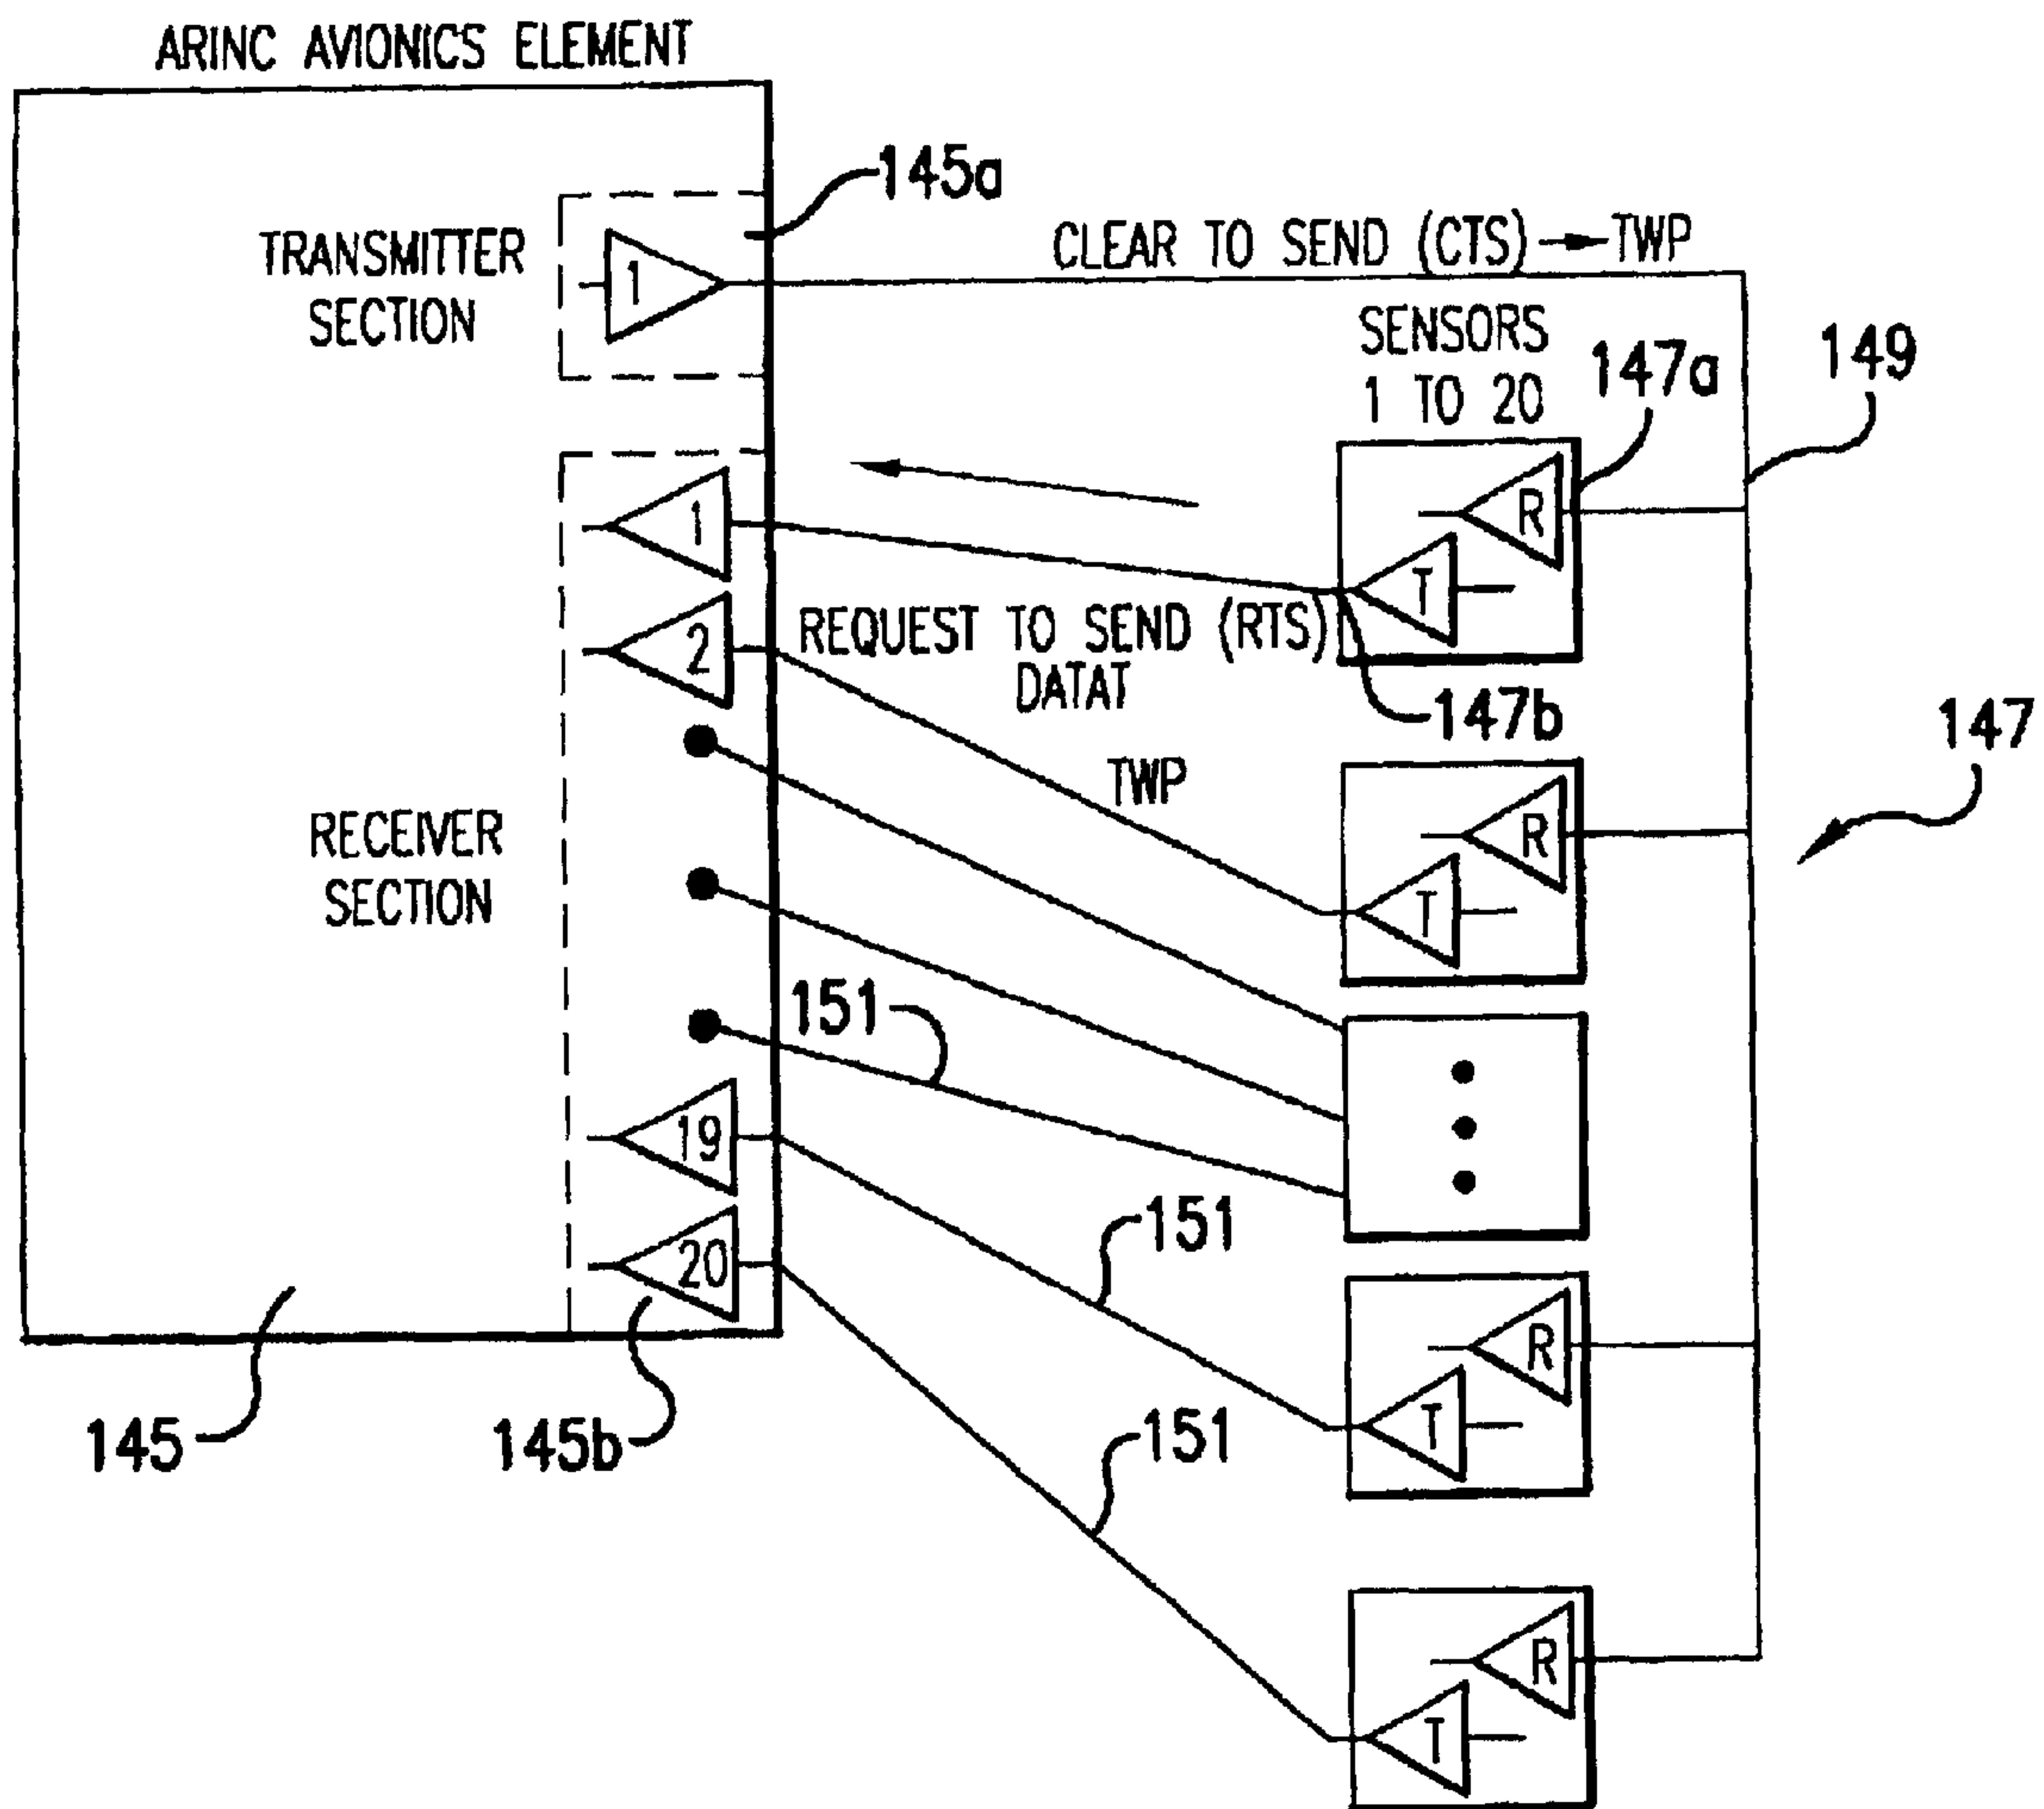 ARINC AVIONICS ELEMENT
145a
TRANSMITTER
SECTION
1
CLEAR TO SEND (CTS) → TWP
SENSORS
1 TO 20
147a
149
R
T
1
2
REQUEST TO SEND (RTS)
DATAT
147b
147
TWP
R
T
RECEIVER
SECTION
151
19
20
151
R
T
145
145b
151
R
T